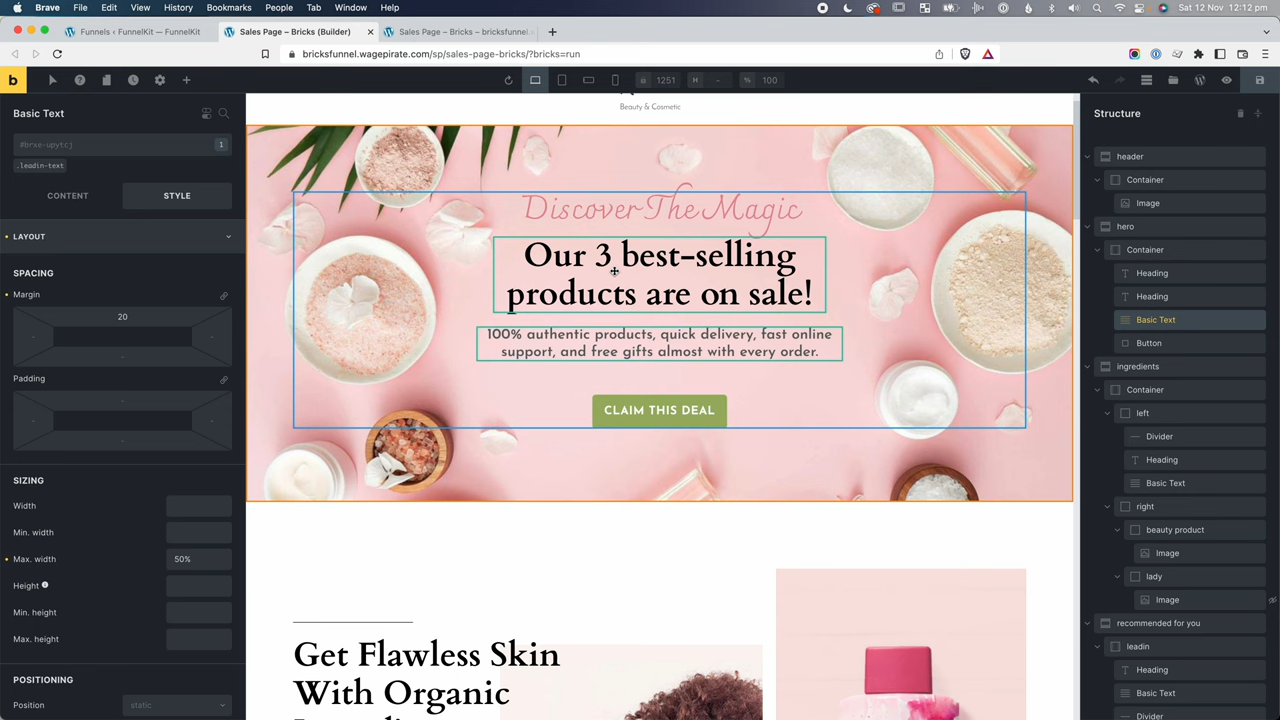 Brave File Edit View History Bookmarks People Tab Window Help
Sat 12 Nov 12:12 pm
Funnels ‹ FunnelKit — FunnelKit
Sales Page – Bricks (Builder)
Sales Page – Bricks – bricksfunnel.
bricksfunnel.wagepirate.com/sp/sales-page-bricks/?bricks=run
b
1251
H -
% 100
Basic Text
#brxe-upytcj
1
.leadin-text
CONTENT
STYLE
LAYOUT
SPACING
Margin
20
Padding
SIZING
Width
Min. width
Max. width
50%
Height
Min. height
Max. height
POSITIONING
Position
static
Beauty & Cosmetic
Discover The Magic
Our 3 best-selling
products are on sale!
100% authentic products, quick delivery, fast online
support, and free gifts almost with every order.
CLAIM THIS DEAL
Get Flawless Skin
With Organic
Structure
header
Container
Image
hero
Container
Heading
Heading
Basic Text
Button
ingredients
Container
left
Divider
Heading
Basic Text
right
beauty product
Image
lady
Image
recommended for you
leadin
Heading
Basic Text
Divider